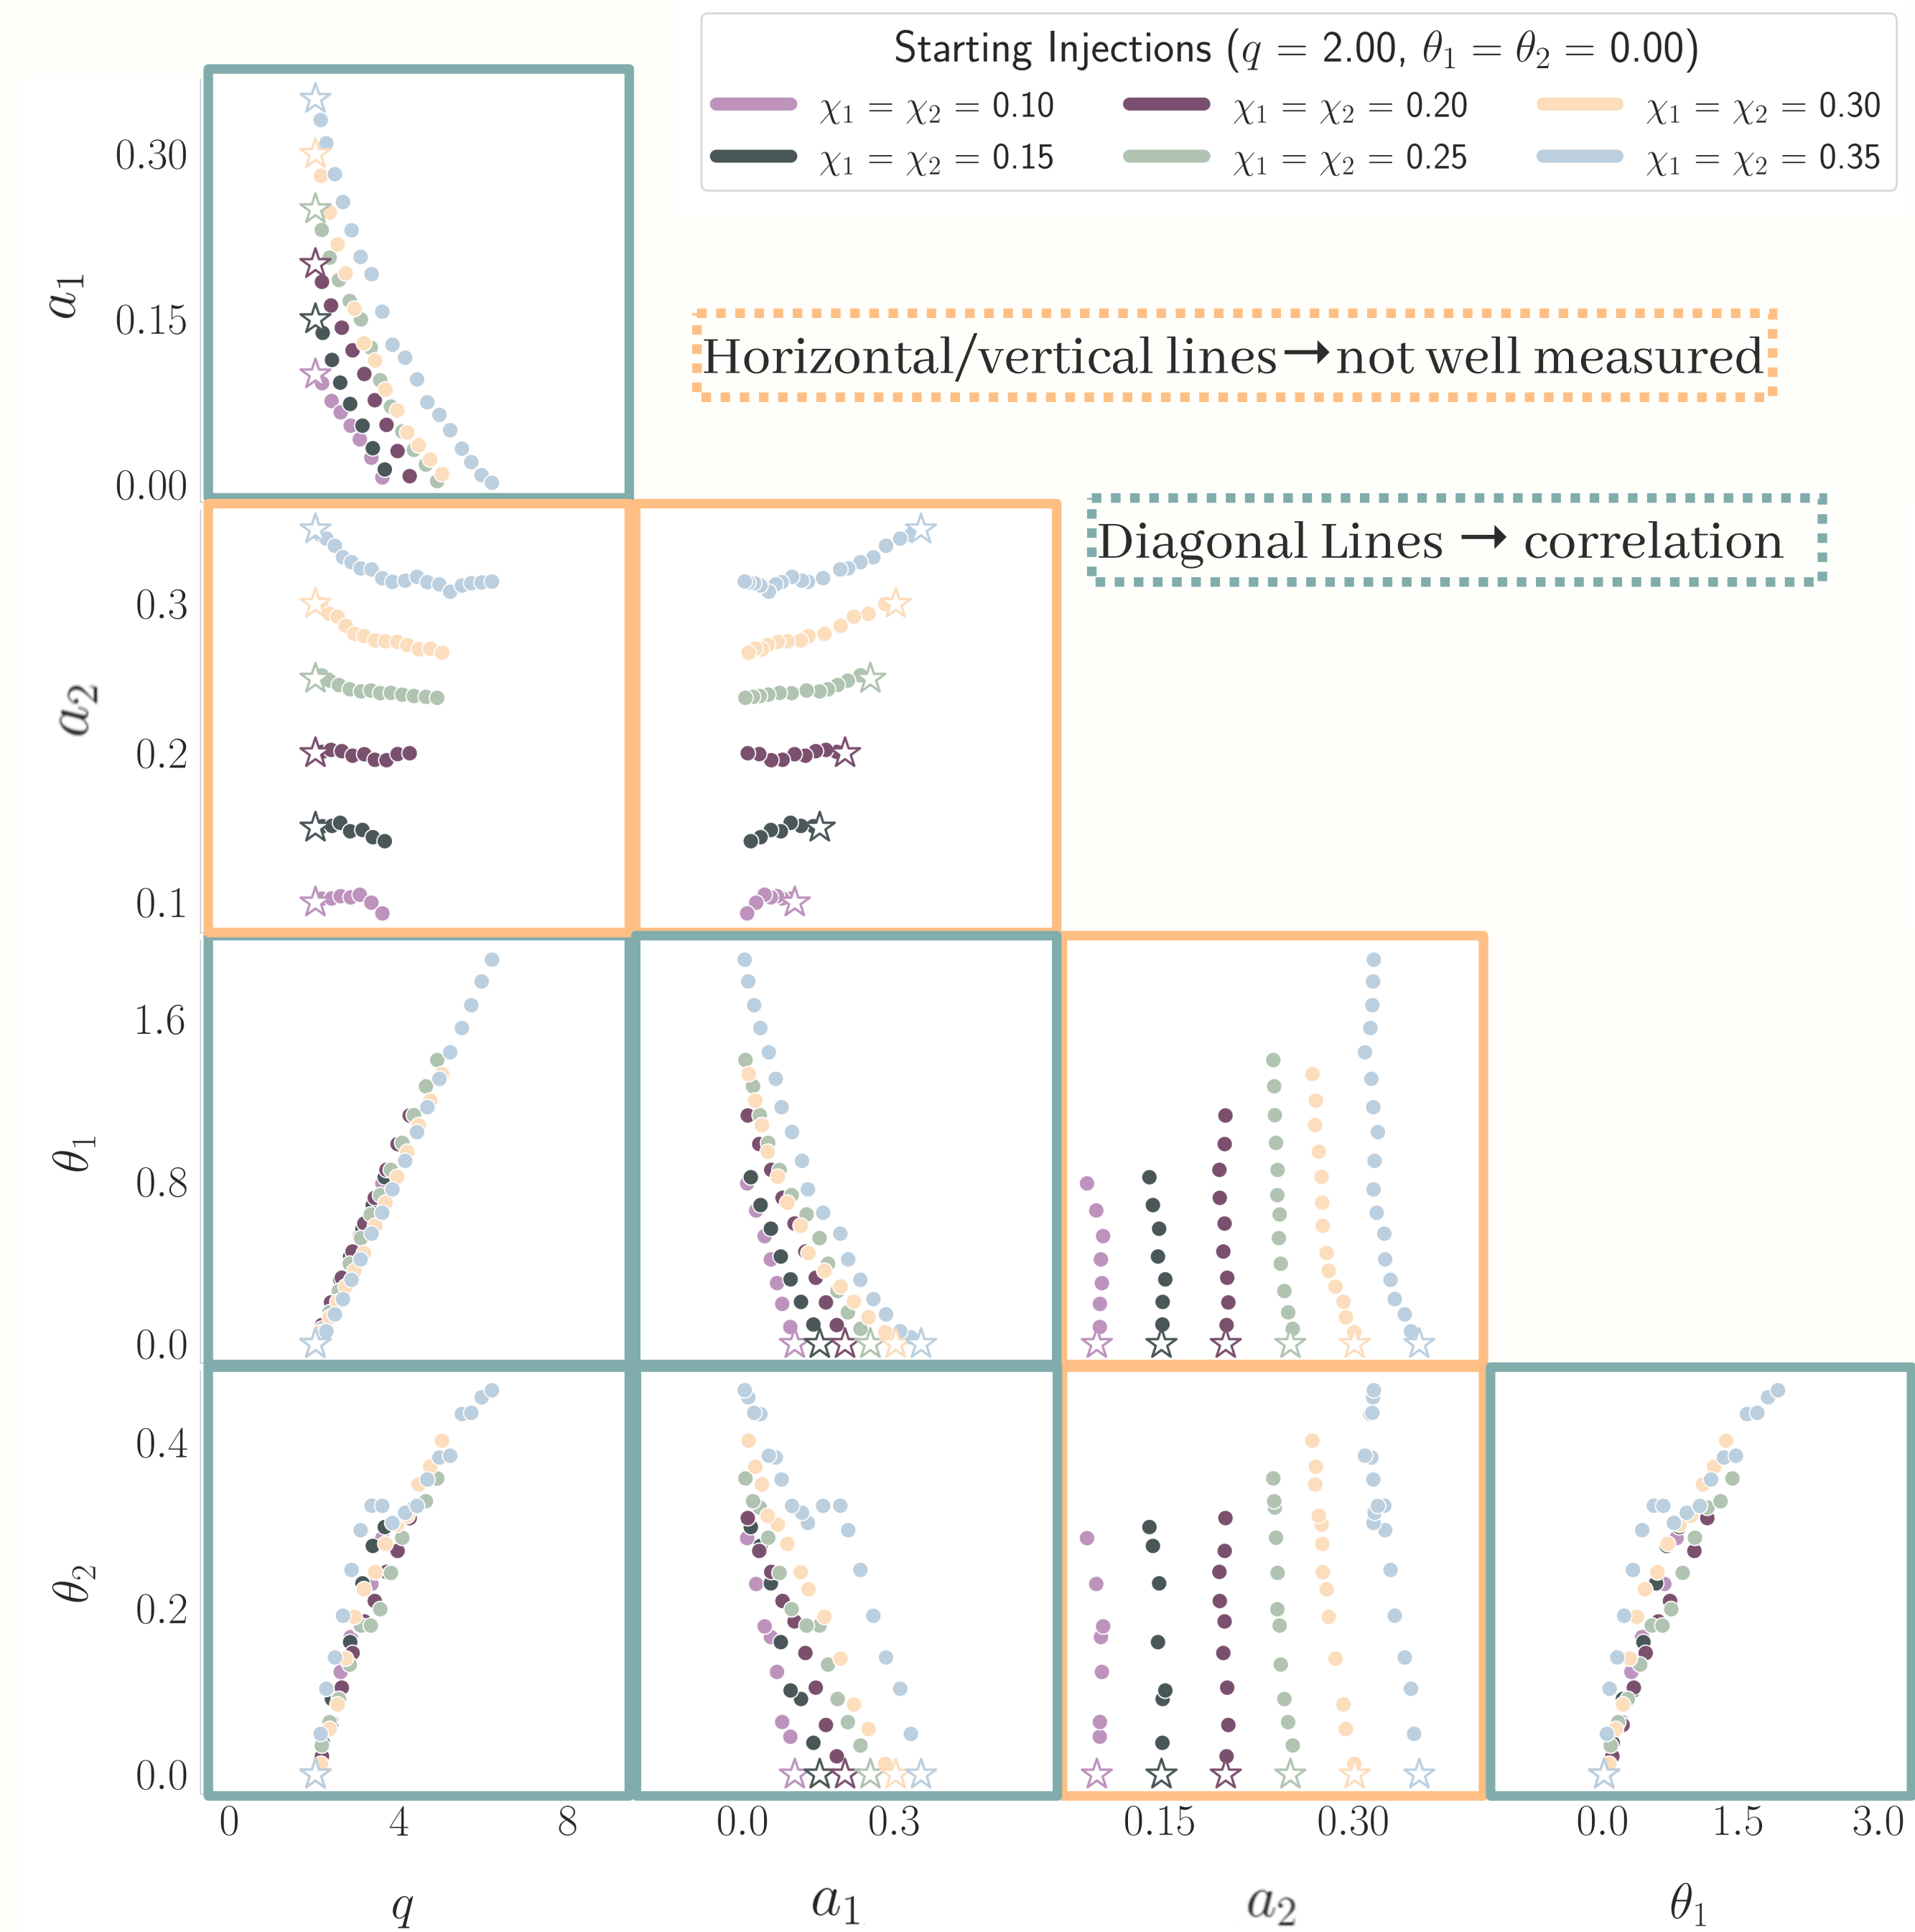 Starting Injections (q = 2.00, θ₁ = θ₂ = 0.00)
χ₁ = χ₂ = 0.10
χ₁ = χ₂ = 0.20
χ₁ = χ₂ = 0.30
χ₁ = χ₂ = 0.15
χ₁ = χ₂ = 0.25
χ₁ = χ₂ = 0.35
0.30
a₁
0.15
0.00
Horizontal/vertical lines→not well measured
Diagonal Lines → correlation
0.3
a₂
0.2
0.1
1.6
θ₁
0.8
0.0
0.4
θ₂
0.2
0.0
0 4 8
0.0 0.3
0.15 0.30
0.0 1.5 3.0
q
a₁
a₂
θ₁